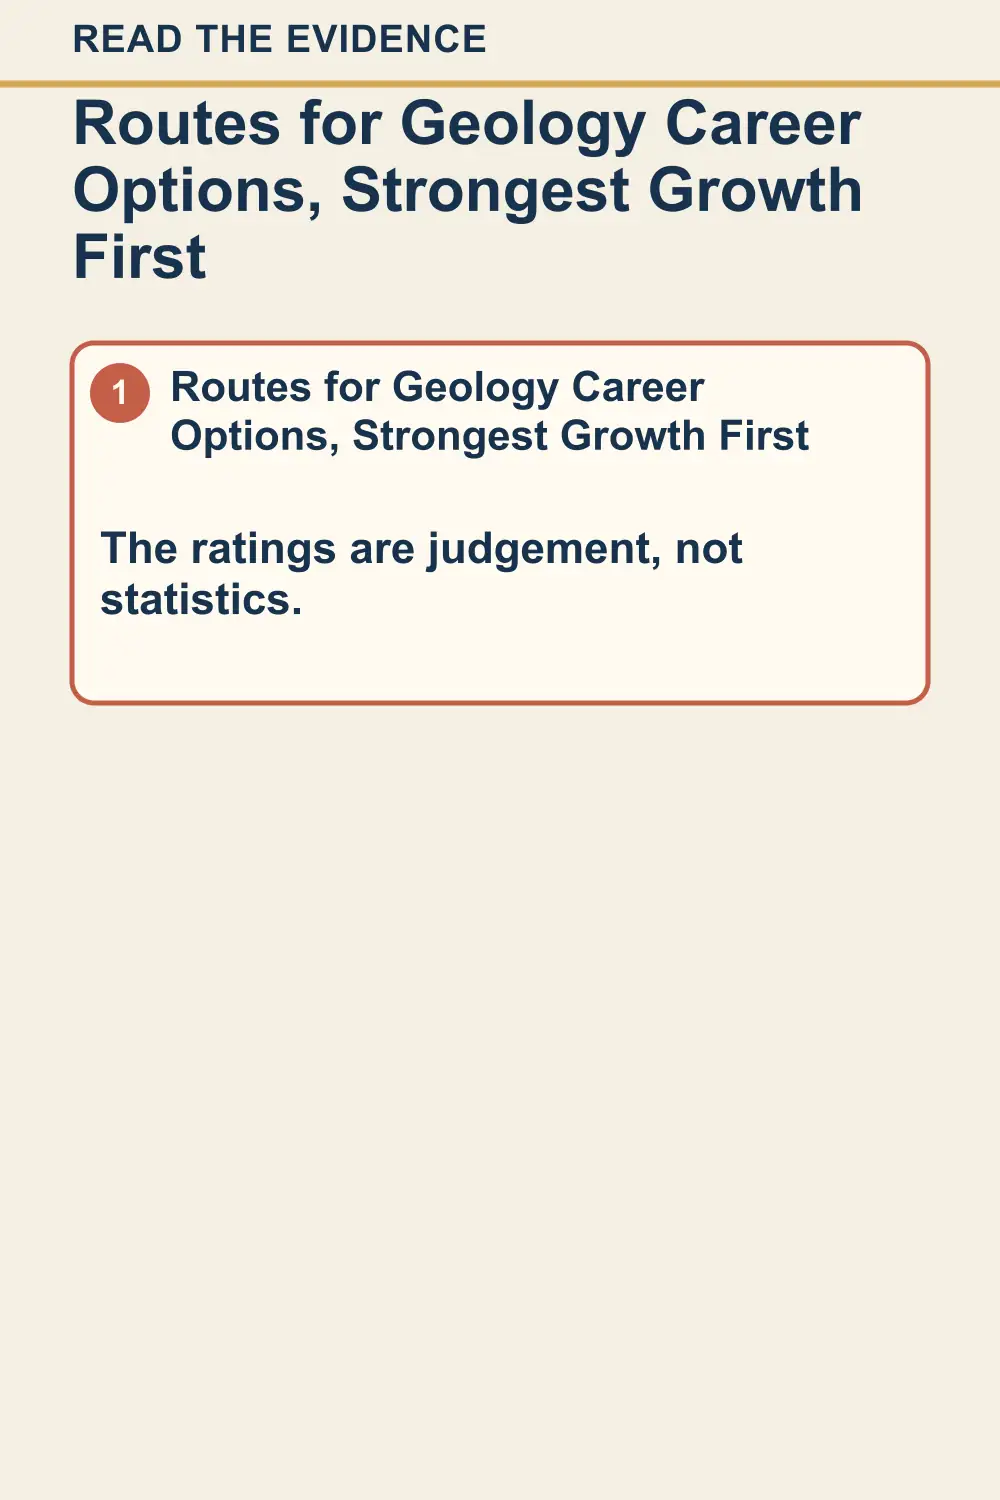 READ THE EVIDENCE
Routes for Geology Career
Options, Strongest Growth
First
1
Routes for Geology Career
Options, Strongest Growth First
The ratings are judgement, not
statistics.